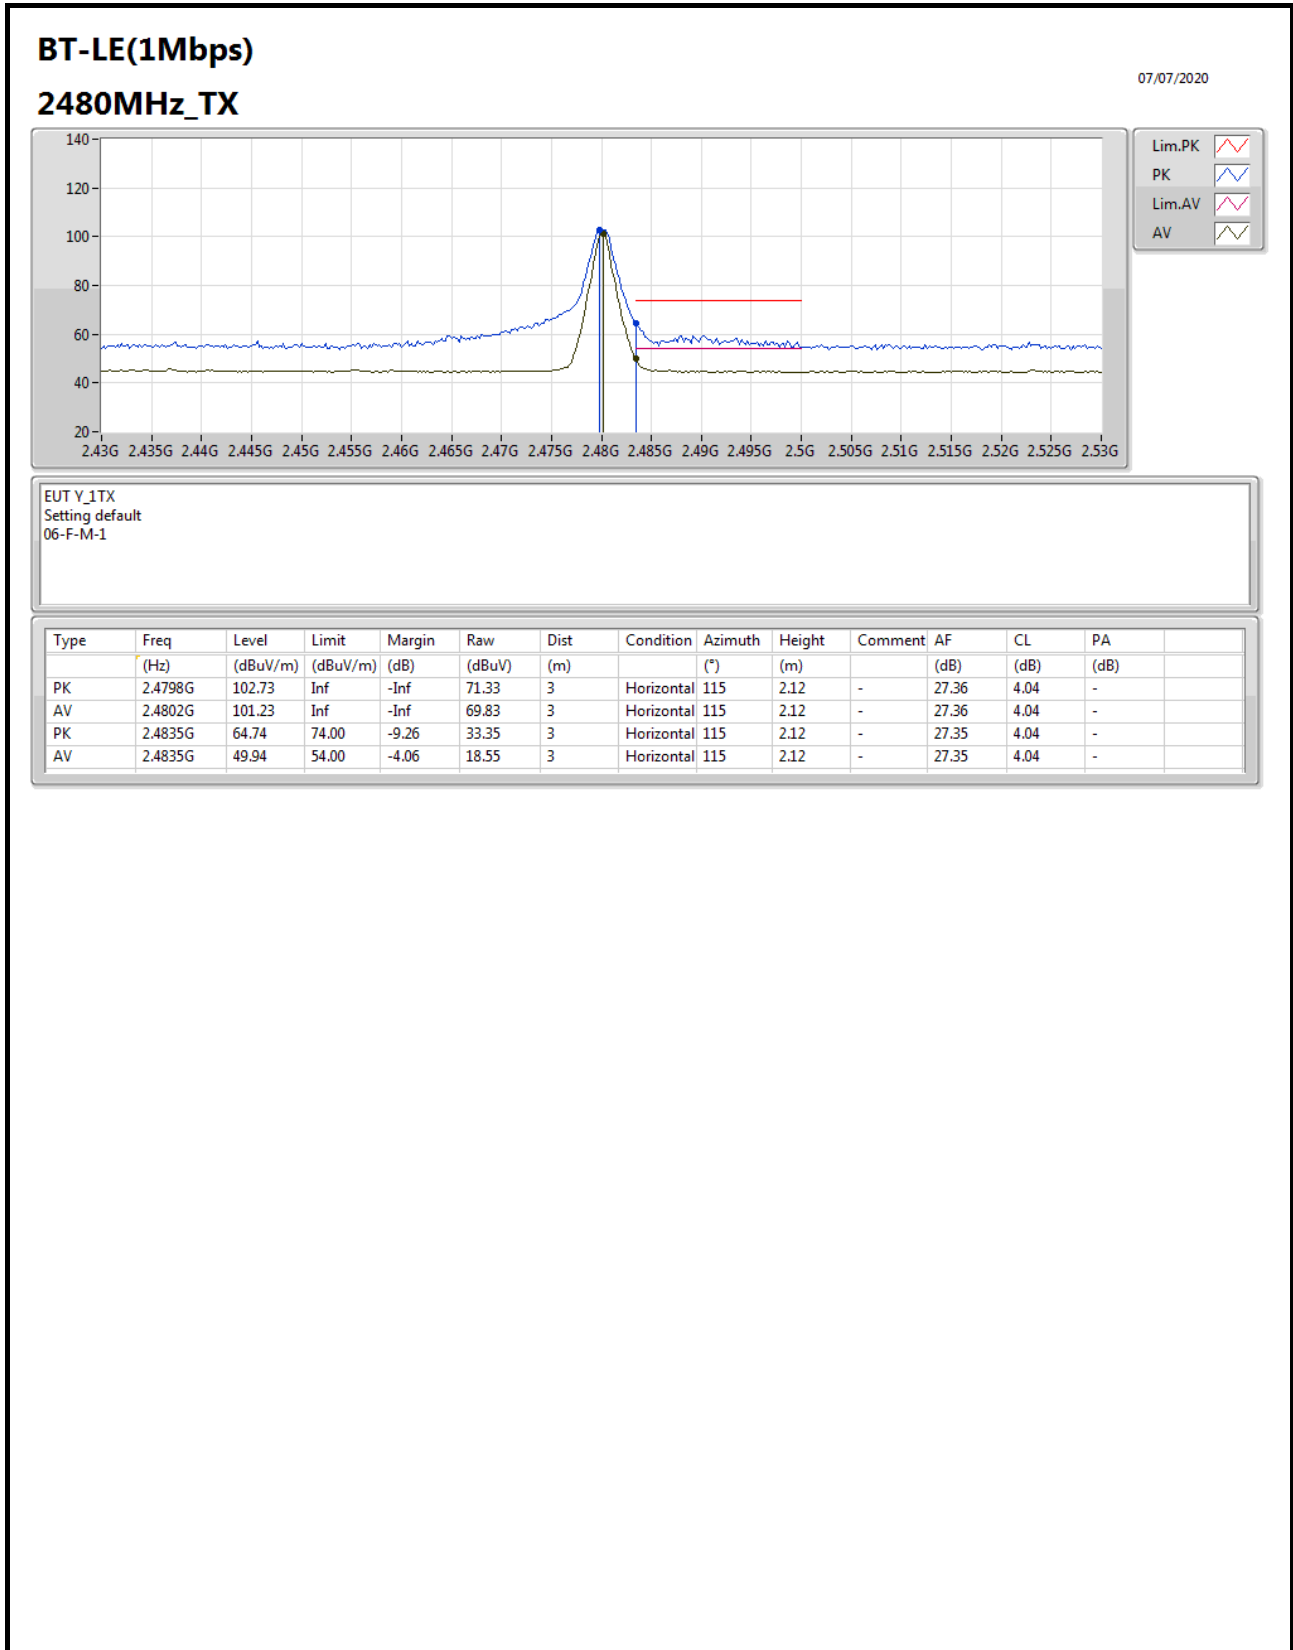 BT-LE(1Mbps)
07/07/2020
2480MHz_TX
140
120
100
80
60
40
20
2.43G 2.435G 2.44G 2.445G 2.45G 2.455G 2.46G 2.465G 2.47G 2.475G 2.48G 2.485G 2.49G 2.495G 2.5G 2.505G 2.51G 2.515G 2.52G 2.525G 2.53G
Lim.PK
PK
Lim.AV
AV
EUT Y_1TX
Setting default
06-F-M-1
Type Freq Level Limit Margin Raw Dist Condition Azimuth Height Comment AF CL PA
(Hz) (dBuV/m) (dBuV/m) (dB) (dBuV) (m) (°) (m) (dB) (dB) (dB)
PK 2.4798G 102.73 Inf -Inf 71.33 3 Horizontal 115 2.12 - 27.36 4.04 -
AV 2.4802G 101.23 Inf -Inf 69.83 3 Horizontal 115 2.12 - 27.36 4.04 -
PK 2.4835G 64.74 74.00 -9.26 33.35 3 Horizontal 115 2.12 - 27.35 4.04 -
AV 2.4835G 49.94 54.00 -4.06 18.55 3 Horizontal 115 2.12 - 27.35 4.04 -